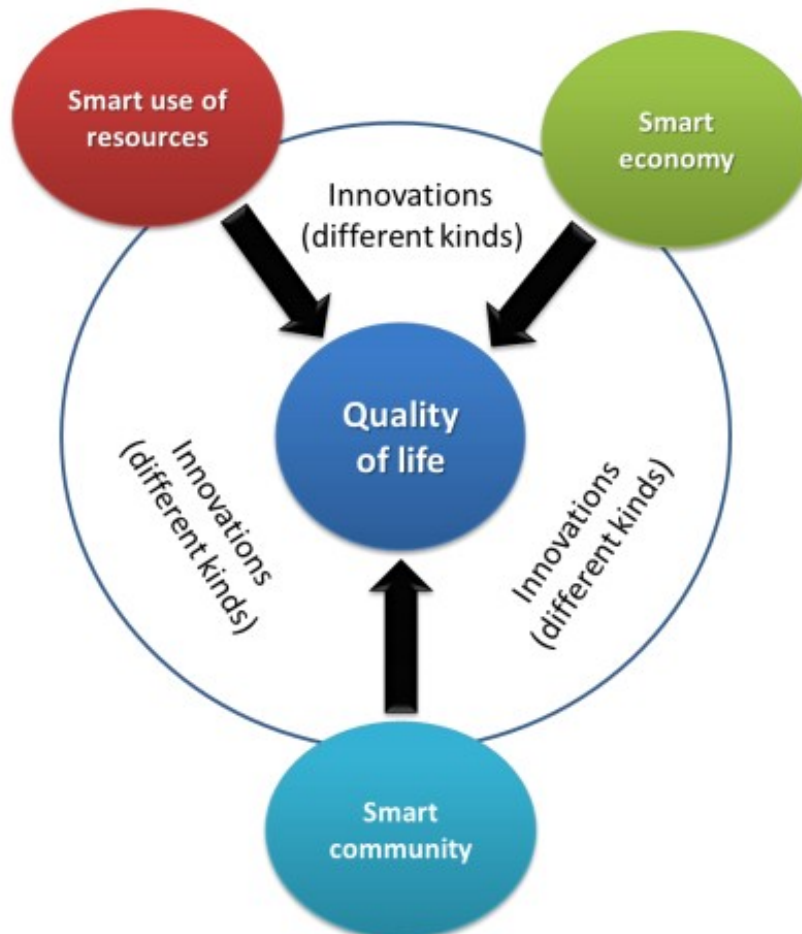 Smart use of
resources
Smart
economy
Innovations
(different kinds)
Quality
of life
Innovations
(different kinds)
Innovations
(different kinds)
Smart
community